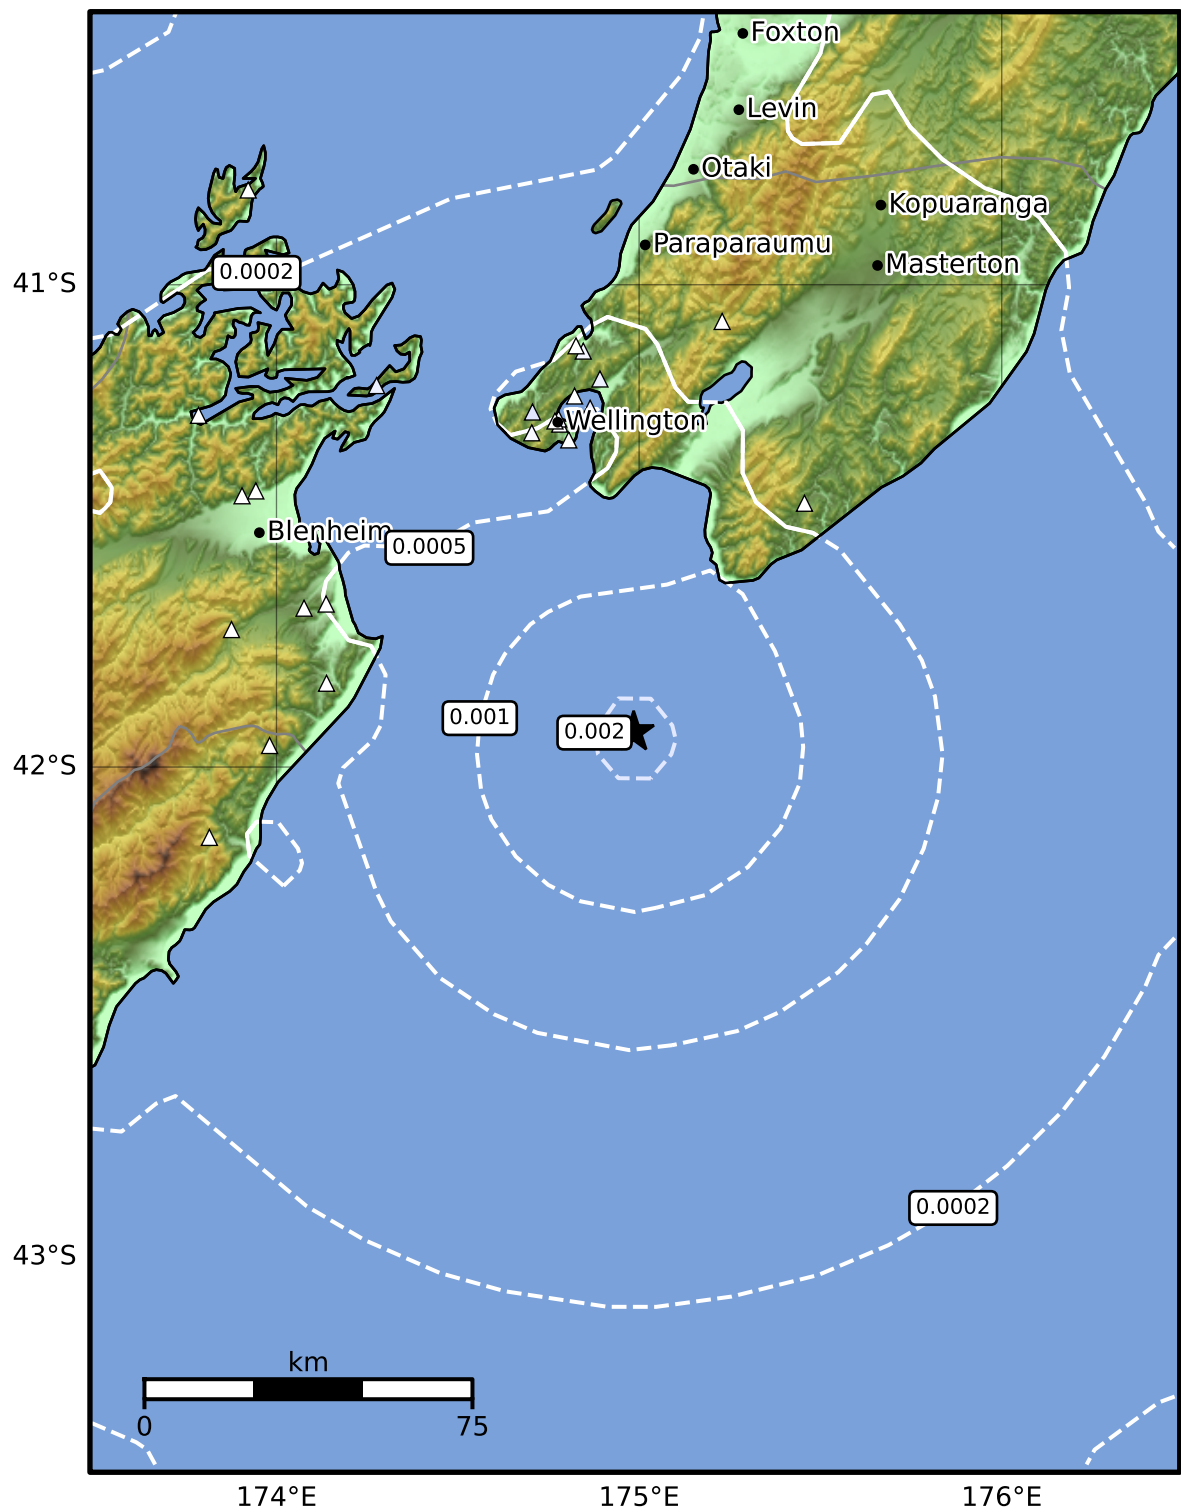 Foxton
Levin
Otaki
Kopuaranga
Paraparaumu
Masterton
0.0002
41°S
Wellington
Blenheim
0.0005
0.001
0.002
42°S
0.0002
43°S
km
0 75
174°E 175°E 176°E